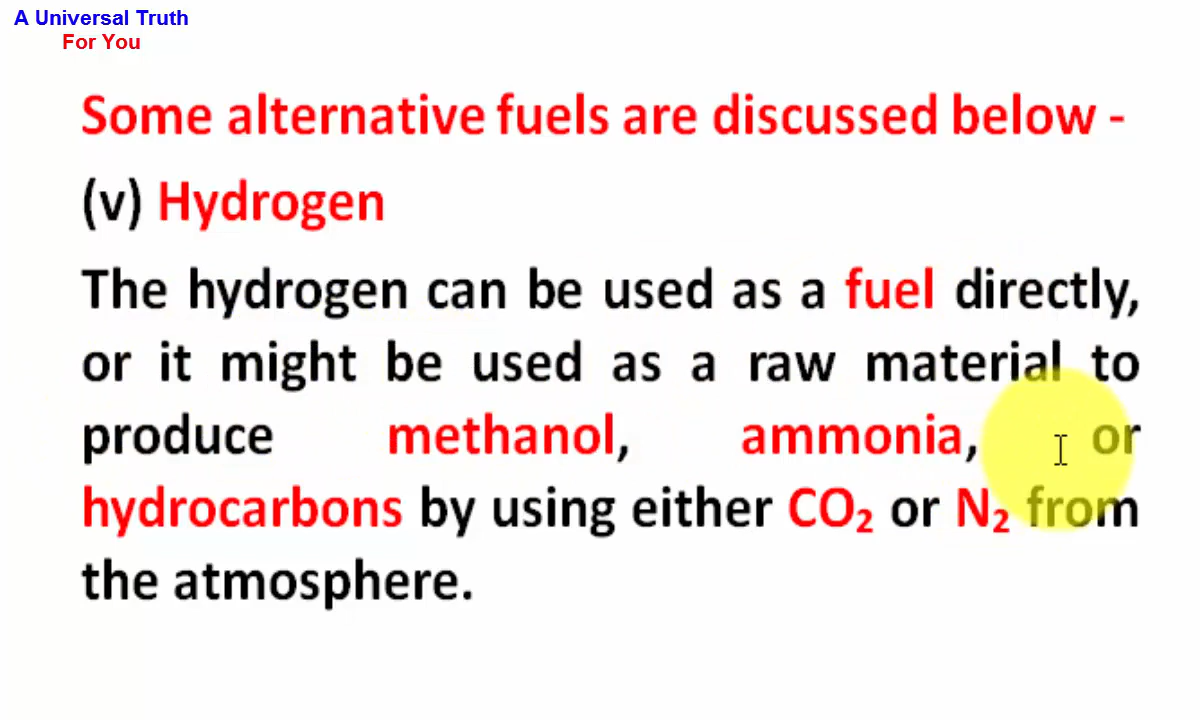 A Universal Truth
For You
Some alternative fuels are discussed below -
(v) Hydrogen
The hydrogen can be used as a fuel directly,
or it might be used as a raw material to
produce methanol, ammonia, or
hydrocarbons by using either CO₂ or N₂ from
the atmosphere.